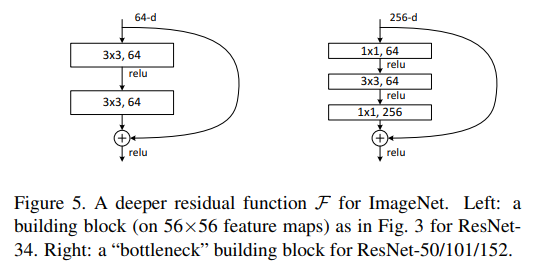 64-d
3x3, 64
relu
3x3, 64
+
relu
256-d
1x1, 64
relu
3x3, 64
relu
1x1, 256
+
relu
Figure 5. A deeper residual function F for ImageNet. Left: a
building block (on 56×56 feature maps) as in Fig. 3 for ResNet-
34. Right: a “bottleneck” building block for ResNet-50/101/152.